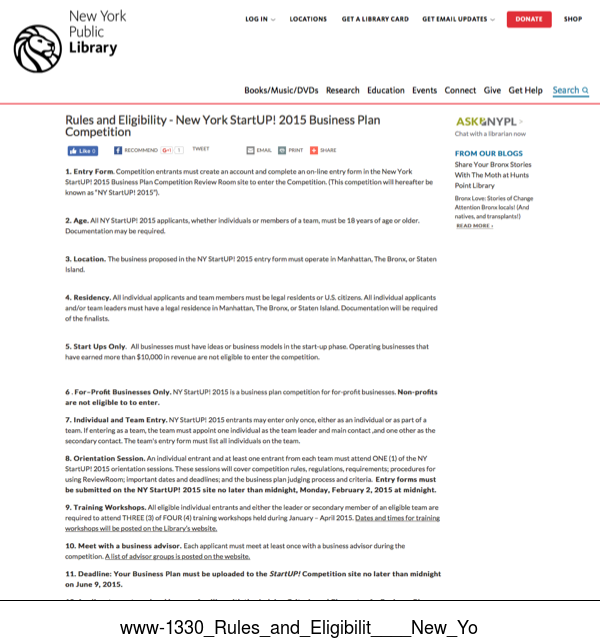 New York
Public
Library
LOG IN
LOCATIONS
GET A LIBRARY CARD
GET EMAIL UPDATES
DONATE
SHOP
Books/Music/DVDs Research Education Events Connect Give Get Help Search
Rules and Eligibility - New York StartUP! 2015 Business Plan
Competition
Like 0
RECOMMEND
G+1
1
TWEET
EMAIL
PRINT
SHARE
1. Entry Form. Competition entrants must create an account and complete an on-line entry form in the New York
StartUP! 2015 Business Plan Competition Review Room site to enter the Competition. (This competition will hereafter be
known as "NY StartUP! 2015").
2. Age. All NY StartUP! 2015 applicants, whether individuals or members of a team, must be 18 years of age or older.
Documentation may be required.
3. Location. The business proposed in the NY StartUP! 2015 entry form must operate in Manhattan, The Bronx, or Staten
Island.
4. Residency. All individual applicants and team members must be legal residents or U.S. citizens. All individual applicants
and/or team leaders must have a legal residence in Manhattan, The Bronx, or Staten Island. Documentation will be required
of the finalists.
5. Start Ups Only. All businesses must have ideas or business models in the start-up phase. Operating businesses that
have earned more than $10,000 in revenue are not eligible to enter the competition.
6 . For–Profit Businesses Only. NY StartUP! 2015 is a business plan competition for for-profit businesses. Non-profits
are not eligible to to enter.
7. Individual and Team Entry. NY StartUP! 2015 entrants may enter only once, either as an individual or as part of a
team. If entering as a team, the team must appoint one individual as the team leader and main contact ,and one other as the
secondary contact. The team's entry form must list all individuals on the team.
8. Orientation Session. An individual entrant and at least one entrant from each team must attend ONE (1) of the NY
StartUP! 2015 orientation sessions. These sessions will cover competition rules, regulations, requirements; procedures for
using ReviewRoom; important dates and deadlines; and the business plan judging process and criteria. Entry forms must
be submitted on the NY StartUP! 2015 site no later than midnight, Monday, February 2, 2015 at midnight.
9. Training Workshops. All eligible individual entrants and either the leader or secondary member of an eligible team are
required to attend THREE (3) of FOUR (4) training workshops held during January – April 2015. Dates and times for training
workshops will be posted on the Library's website.
10. Meet with a business advisor. Each applicant must meet at least once with a business advisor during the
competition. A list of advisor groups is posted on the website.
11. Deadline: Your Business Plan must be uploaded to the StartUP! Competition site no later than midnight
on June 9, 2015.
ASK NYPL
Chat with a librarian now
FROM OUR BLOGS
Share Your Bronx Stories
With The Moth at Hunts
Point Library
Bronx Love: Stories of Change
Attention Bronx locals! (And
natives, and transplants!)
READ MORE ›
www-1330_Rules_and_Eligibilit____New_Yo